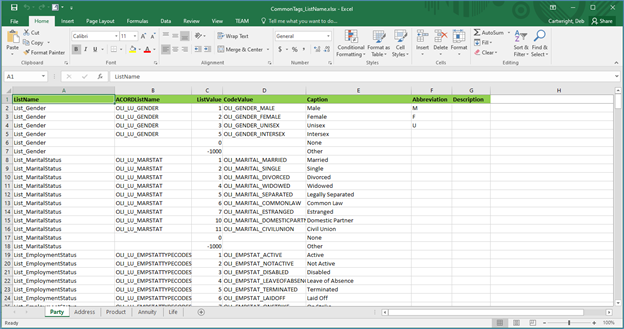 CommonTags_ListName.xlsx - Excel
Cartwright, Deb
File Home Insert Page Layout Formulas Data Review View TEAM Tell me what you want to do... Share
Cut
Copy
Format Painter
Paste
Clipboard
Calibri 11
B I U
Font
Wrap Text
Merge & Center
Alignment
General
$ % ,
Number
Conditional Formatting
Format as Table
Cell Styles
Styles
Insert Delete Format
Cells
AutoSum
Fill
Clear
Sort & Filter
Find & Select
Editing
A1 fx ListName
A B C D E F G H
1 ListName ACORDListName ListValue CodeValue Caption Abbreviation Description
2 List_Gender OLI_LU_GENDER 1 OLI_GENDER_MALE Male M
3 List_Gender OLI_LU_GENDER 2 OLI_GENDER_FEMALE Female F
4 List_Gender OLI_LU_GENDER 3 OLI_GENDER_UNISEX Unisex U
5 List_Gender OLI_LU_GENDER 5 OLI_GENDER_INTERSEX Intersex
6 List_Gender 0 None
7 List_Gender -1000 Other
8 List_MaritalStatus OLI_LU_MARSTAT 1 OLI_MARITAL_MARRIED Married
9 List_MaritalStatus OLI_LU_MARSTAT 2 OLI_MARITAL_SINGLE Single
10 List_MaritalStatus OLI_LU_MARSTAT 3 OLI_MARITAL_DIVORCED Divorced
11 List_MaritalStatus OLI_LU_MARSTAT 4 OLI_MARITAL_WIDOWED Widowed
12 List_MaritalStatus OLI_LU_MARSTAT 5 OLI_MARITAL_SEPARATED Legally Separated
13 List_MaritalStatus OLI_LU_MARSTAT 6 OLI_MARITAL_COMMONLAW Common Law
14 List_MaritalStatus OLI_LU_MARSTAT 7 OLI_MARITAL_ESTRANGED Estranged
15 List_MaritalStatus OLI_LU_MARSTAT 10 OLI_MARITAL_DOMESTICPARTN Domestic Partner
16 List_MaritalStatus OLI_LU_MARSTAT 11 OLI_MARITAL_CIVILUNION Civil Union
17 List_MaritalStatus 0 None
18 List_MaritalStatus -1000 Other
19 List_EmploymentStatus OLI_LU_EMPSTATTYPECODES 1 OLI_EMPSTAT_ACTIVE Active
20 List_EmploymentStatus OLI_LU_EMPSTATTYPECODES 2 OLI_EMPSTAT_NOTACTIVE Not Active
21 List_EmploymentStatus OLI_LU_EMPSTATTYPECODES 3 OLI_EMPSTAT_DISABLED Disabled
22 List_EmploymentStatus OLI_LU_EMPSTATTYPECODES 4 OLI_EMPSTAT_LEAVEOFABSEN Leave of Absence
23 List_EmploymentStatus OLI_LU_EMPSTATTYPECODES 5 OLI_EMPSTAT_TERMINATED Terminated
24 List_EmploymentStatus OLI_LU_EMPSTATTYPECODES 6 OLI_EMPSTAT_LAIDOFF Laid Off
Party Address Product Annuity Life
Ready 100%